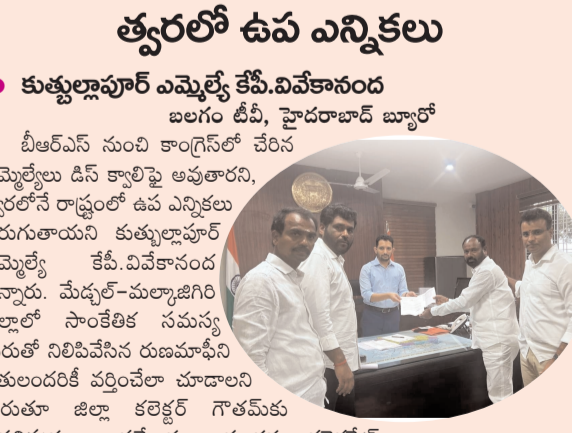 త్వరలో ఉప ఎన్నికలు
కుత్బుల్లాపూర్ ఎమ్మెల్యే కేపీ.వివేకానంద
బలగం టీవీ, హైదరాబాద్ బ్యూరో
బీఆర్ఎస్ నుంచి కాంగ్రెస్‌లో చేరిన
మ్మెల్యేలు డిస్ క్వాలిఫై అవుతారని,
వరలోనే రాష్ట్రంలో ఉప ఎన్నికలు
రుగుతాయని కుత్బుల్లాపూర్
మ్మెల్యే కేపీ.వివేకానంద
న్నారు. మేడ్చల్-మల్కాజిగిరి
ల్లాలో సాంకేతిక సమస్య
రుతో నిలిపివేసిన రుణమాఫీని
తులందరికీ వర్తించేలా చూడాలని
రుతూ జిల్లా కలెక్టర్ గౌతమ్‌కు